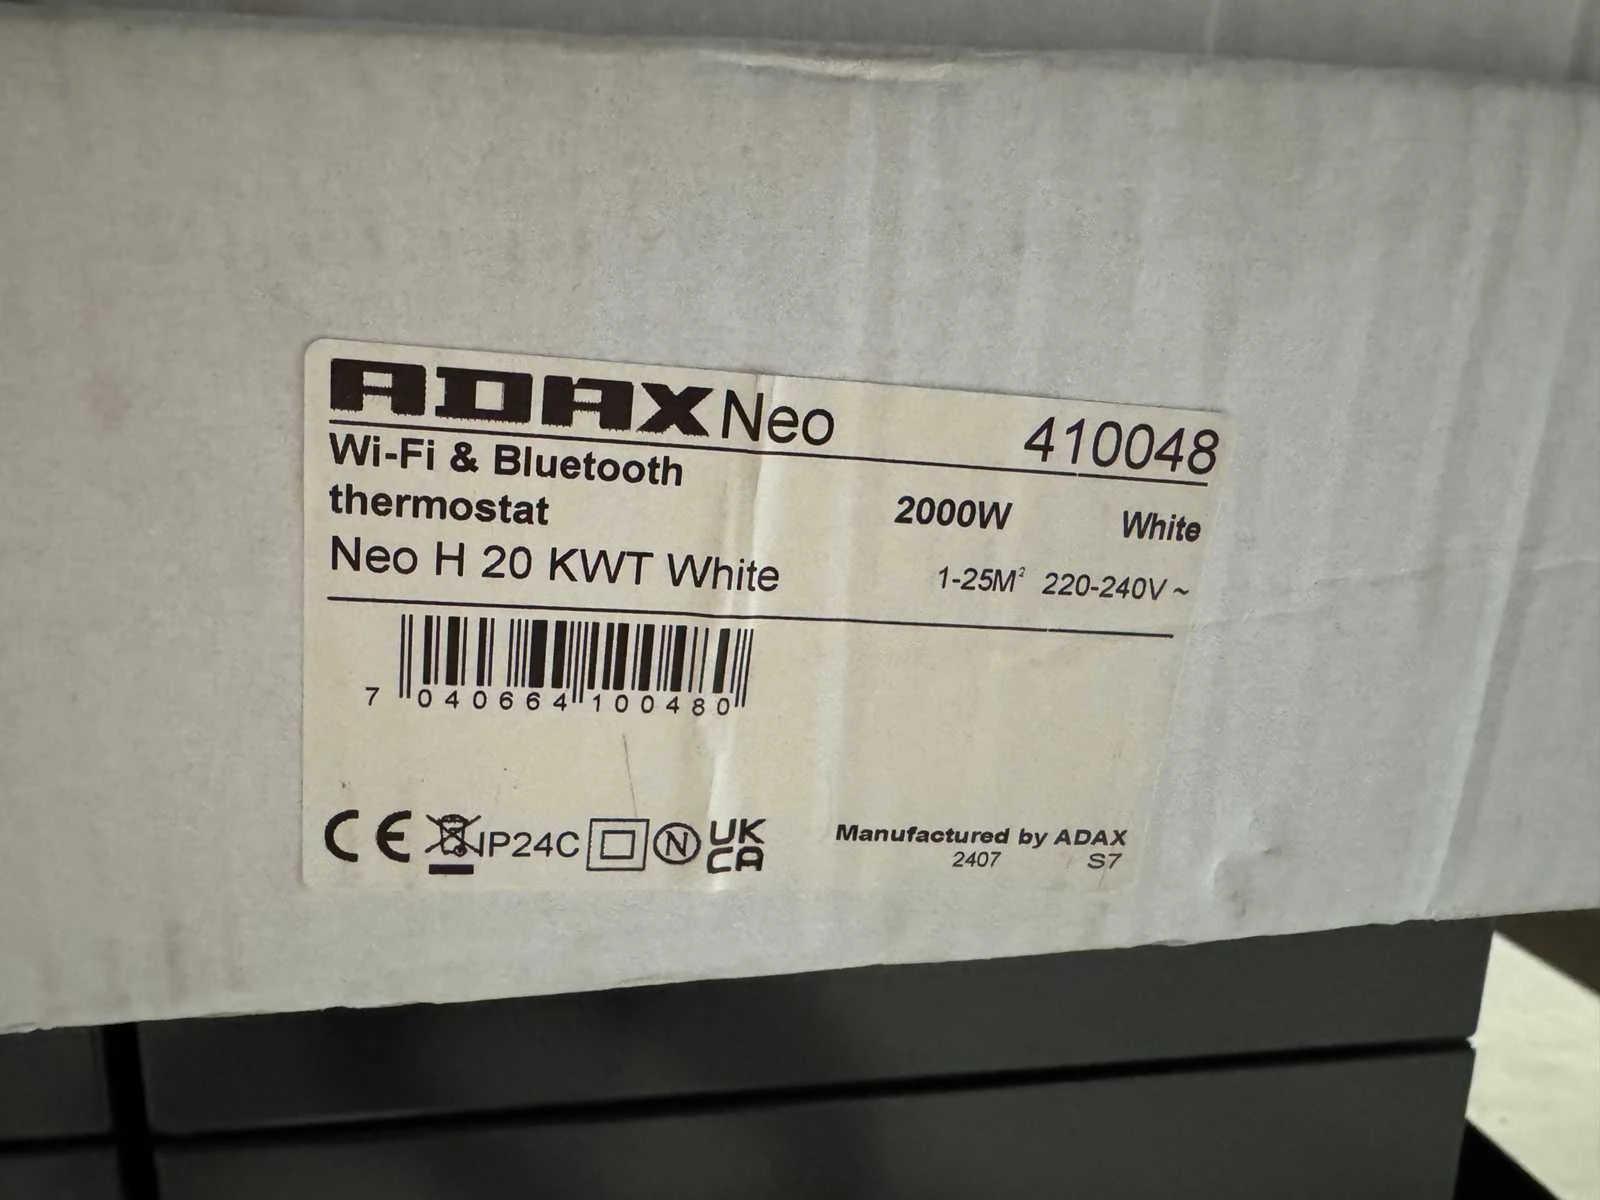 ADAX Neo 410048
Wi-Fi & Bluetooth
thermostat
2000W White
Neo H 20 KWT White
1-25M² 220-240V ~
7 040664 100480
CE IP24C N UK
CA
Manufactured by ADAX
2407 S7